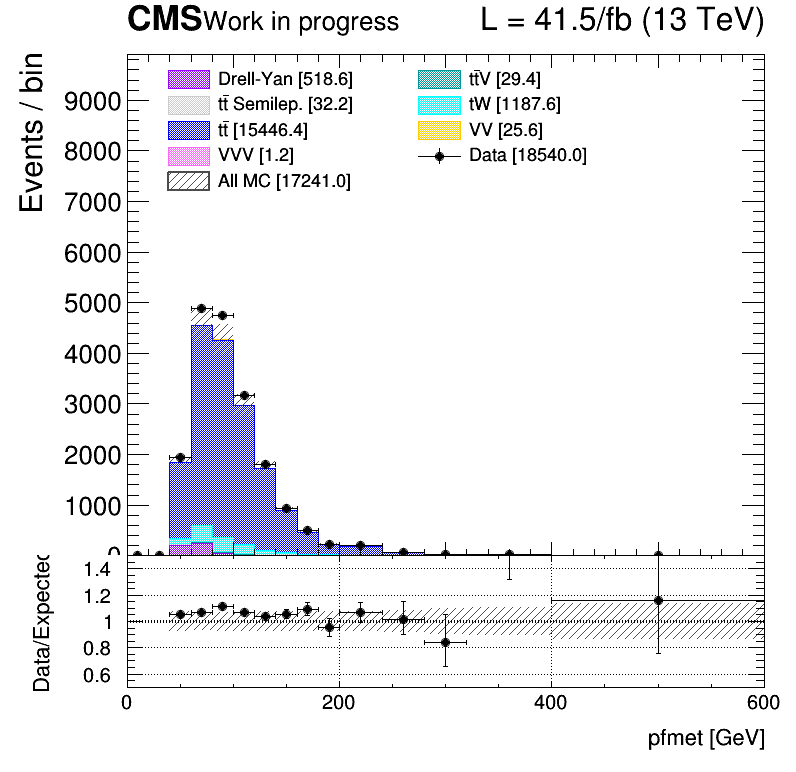 CMS Work in progress L = 41.5/fb (13 TeV)
Events / bin
Drell-Yan [518.6]
tt̄ Semilep. [32.2]
tt̄ [15446.4]
VVV [1.2]
All MC [17241.0]
tt̄V [29.4]
tW [1187.6]
VV [25.6]
Data [18540.0]
9000
8000
7000
6000
5000
4000
3000
2000
1000
0
Data/Expected
1.4
1.2
1
0.8
0.6
0 200 400 600
pfmet [GeV]